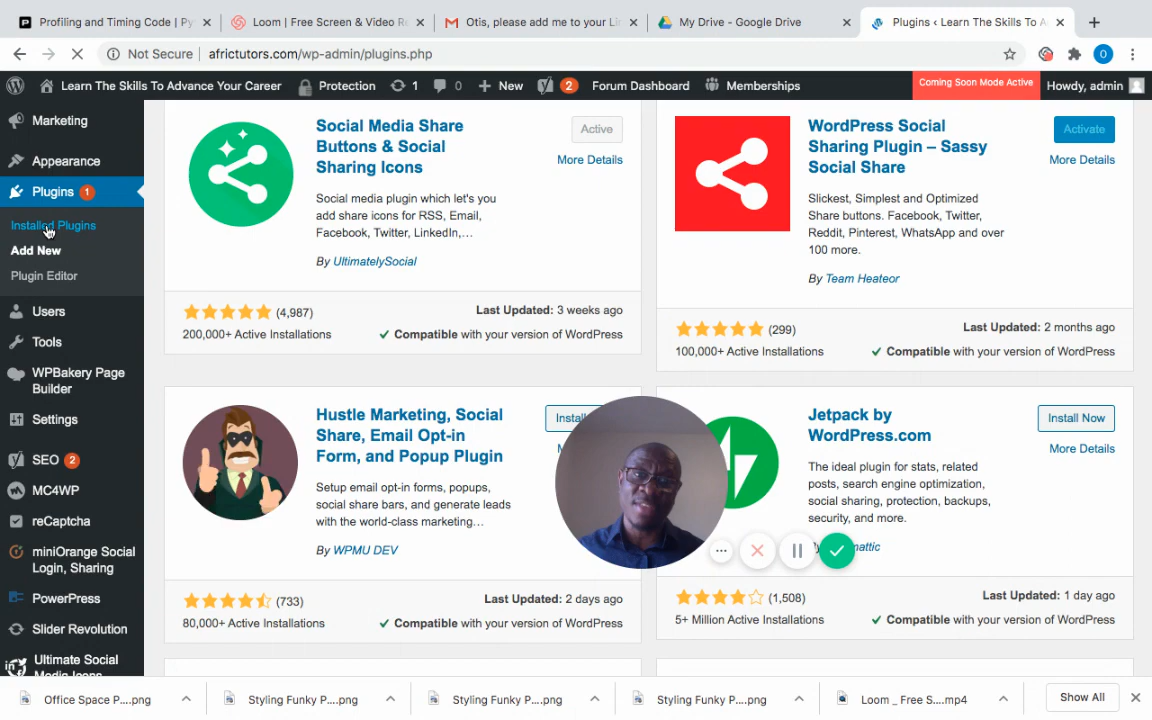 Profiling and Timing Code | Py
Loom | Free Screen & Video Re
Otis, please add me to your Lin
My Drive - Google Drive
Plugins ‹ Learn The Skills To A
Not Secure
africtutors.com/wp-admin/plugins.php
O
Learn The Skills To Advance Your Career
Protection
1
0
New
2
Forum Dashboard
Memberships
Coming Soon Mode Active
Howdy, admin
Marketing
Appearance
Plugins 1
Installed Plugins
Add New
Plugin Editor
Users
Tools
WPBakery Page
Builder
Settings
SEO 2
MC4WP
reCaptcha
miniOrange Social
Login, Sharing
PowerPress
Slider Revolution
Ultimate Social
Media Icons
Social Media Share
Buttons & Social
Sharing Icons
Active
More Details
Social media plugin which let's you
add share icons for RSS, Email,
Facebook, Twitter, LinkedIn,…
By UltimatelySocial
(4,987)
200,000+ Active Installations
Last Updated: 3 weeks ago
Compatible with your version of WordPress
WordPress Social
Sharing Plugin – Sassy
Social Share
Activate
More Details
Slickest, Simplest and Optimized
Share buttons. Facebook, Twitter,
Reddit, Pinterest, WhatsApp and over
100 more.
By Team Heateor
(299)
100,000+ Active Installations
Last Updated: 2 months ago
Compatible with your version of WordPress
Hustle Marketing, Social
Share, Email Opt-in
Form, and Popup Plugin
Install
Setup email opt-in forms, popups,
social share bars, and generate leads
with the world-class marketing…
By WPMU DEV
(733)
80,000+ Active Installations
Last Updated: 2 days ago
Compatible with your version of WordPress
Jetpack by
WordPress.com
Install Now
More Details
The ideal plugin for stats, related
posts, search engine optimization,
social sharing, protection, backups,
security, and more.
(1,508)
5+ Million Active Installations
Last Updated: 1 day ago
Compatible with your version of WordPress
Office Space P....png
Styling Funky P....png
Styling Funky P....png
Styling Funky P....png
Loom _ Free S....mp4
Show All